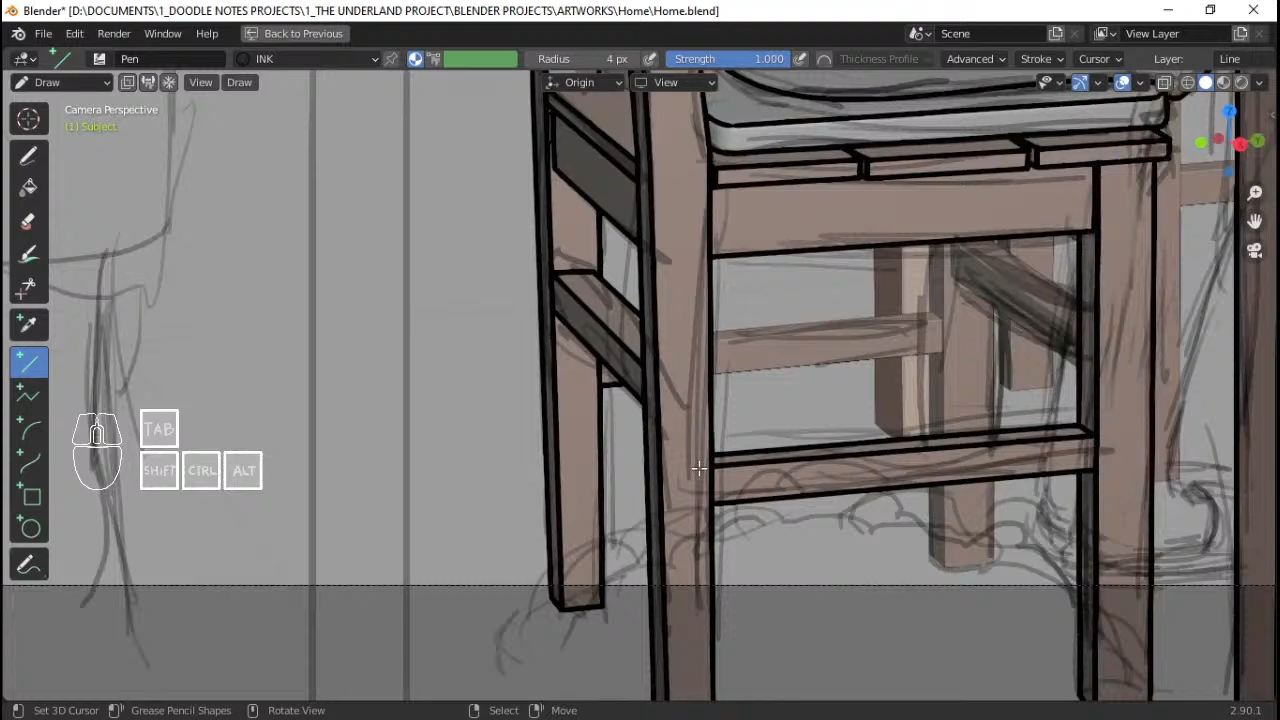 Blender* [D:\DOCUMENTS\1_DOODLE NOTES PROJECTS\1_THE UNDERLAND PROJECT\BLENDER PROJECTS\ARTWORKS\Home\Home.blend]
File Edit Render Window Help Back to Previous Scene View Layer
Pen INK Radius 4 px Strength 1.000 Thickness Profile Advanced Stroke Cursor Layer: Line
Draw View Draw Origin View
Camera Perspective
(1) Subject
Z
Y
X
TAB
SHIFT CTRL ALT
Set 3D Cursor Grease Pencil Shapes Rotate View Select Move 2.90.1